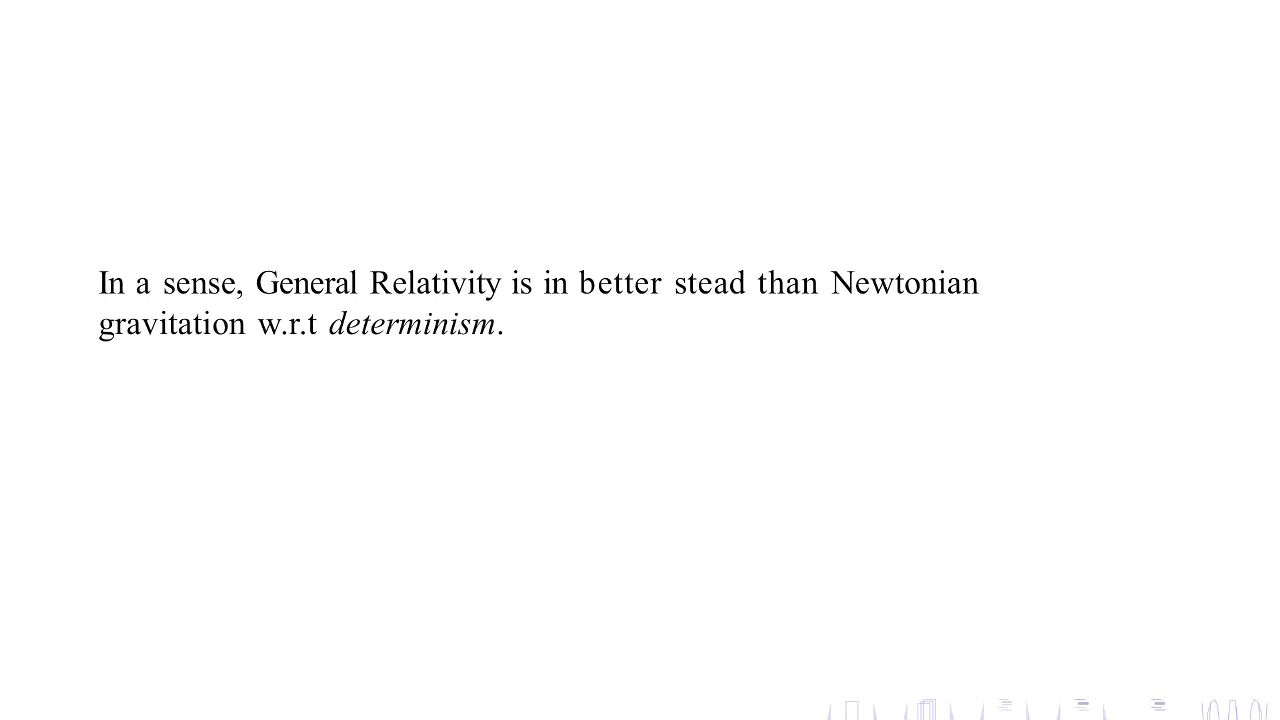 In a sense, General Relativity is in better stead than Newtonian
gravitation w.r.t determinism.